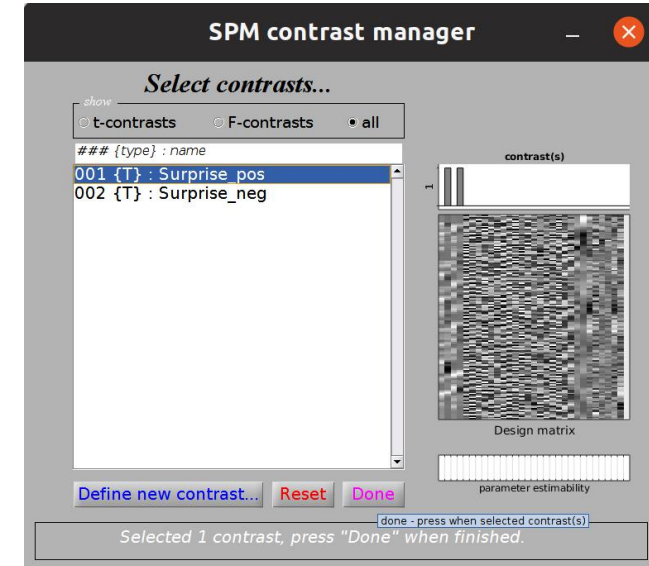 SPM contrast manager
Select contrasts...
show
t-contrasts F-contrasts all
### {type} : name
001 {T} : Surprise_pos
002 {T} : Surprise_neg
contrast(s)
1
Design matrix
parameter estimability
Define new contrast... Reset Done
done - press when selected contrast(s)
Selected 1 contrast, press "Done" when finished.